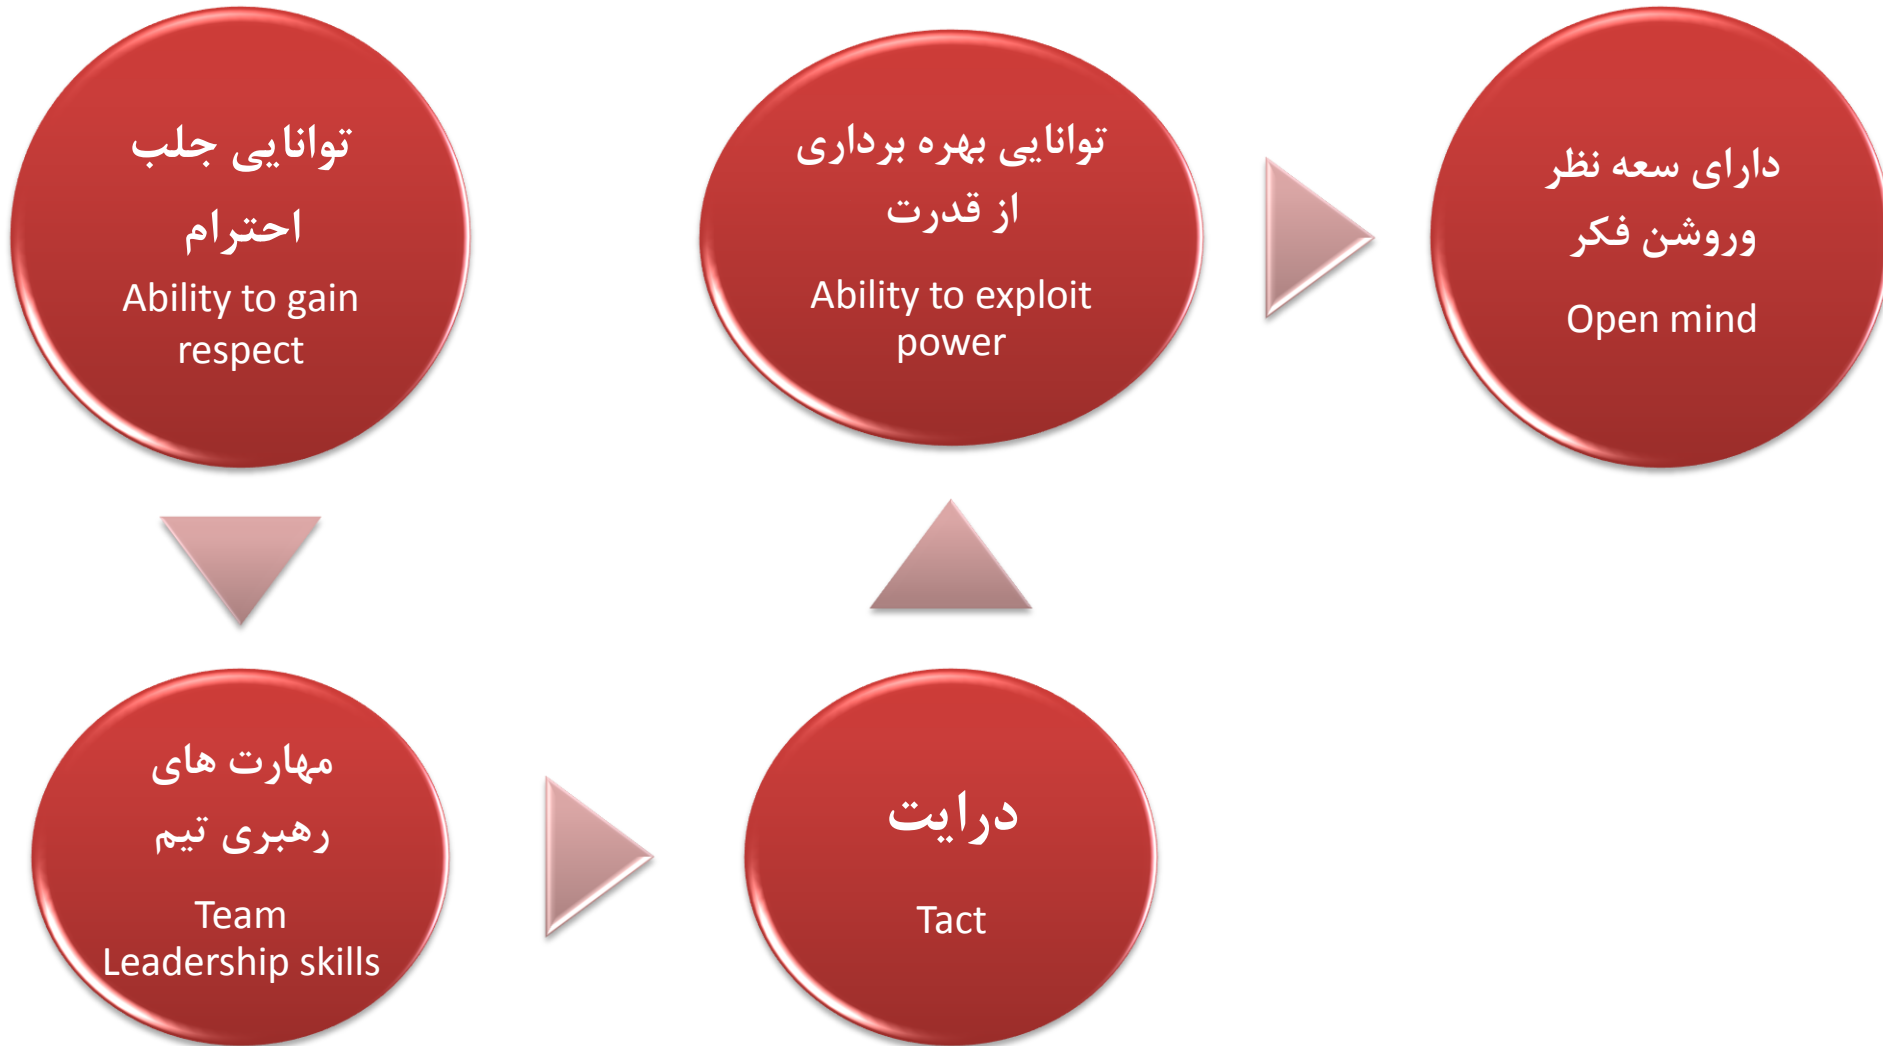 توانایی جلب
احترام
Ability to gain
respect
مهارت های
رهبری تیم
Team
Leadership skills
درایت
Tact
توانایی بهره برداری
از قدرت
Ability to exploit
power
دارای سعه نظر
وروشن فکر
Open mind